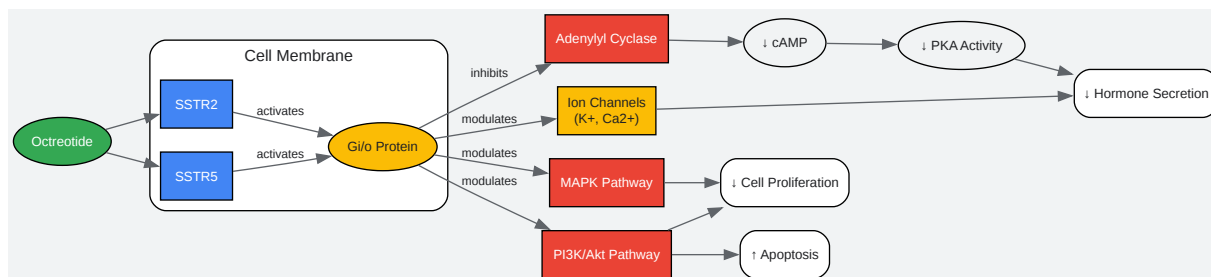 Cell Membrane
Octreotide
SSTR2
SSTR5
activates
activates
Gi/o Protein
inhibits
modulates
modulates
modulates
Adenylyl Cyclase
Ion Channels
(K+, Ca2+)
MAPK Pathway
PI3K/Akt Pathway
↓ cAMP
↓ PKA Activity
↓ Hormone Secretion
↓ Cell Proliferation
↑ Apoptosis